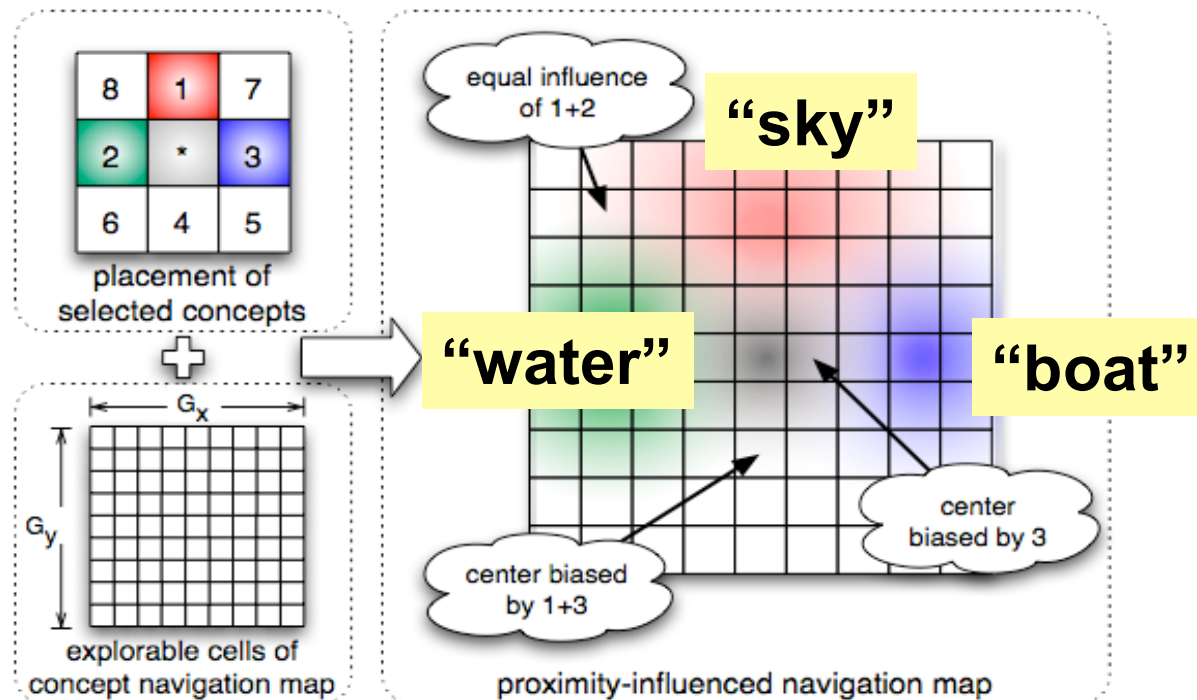 8 1 7
2 * 3
6 4 5
placement of
selected concepts
Gx
Gy
explorable cells of
concept navigation map
equal influence
of 1+2
“sky”
“water”
“boat”
center
biased by 3
center biased
by 1+3
proximity-influenced navigation map